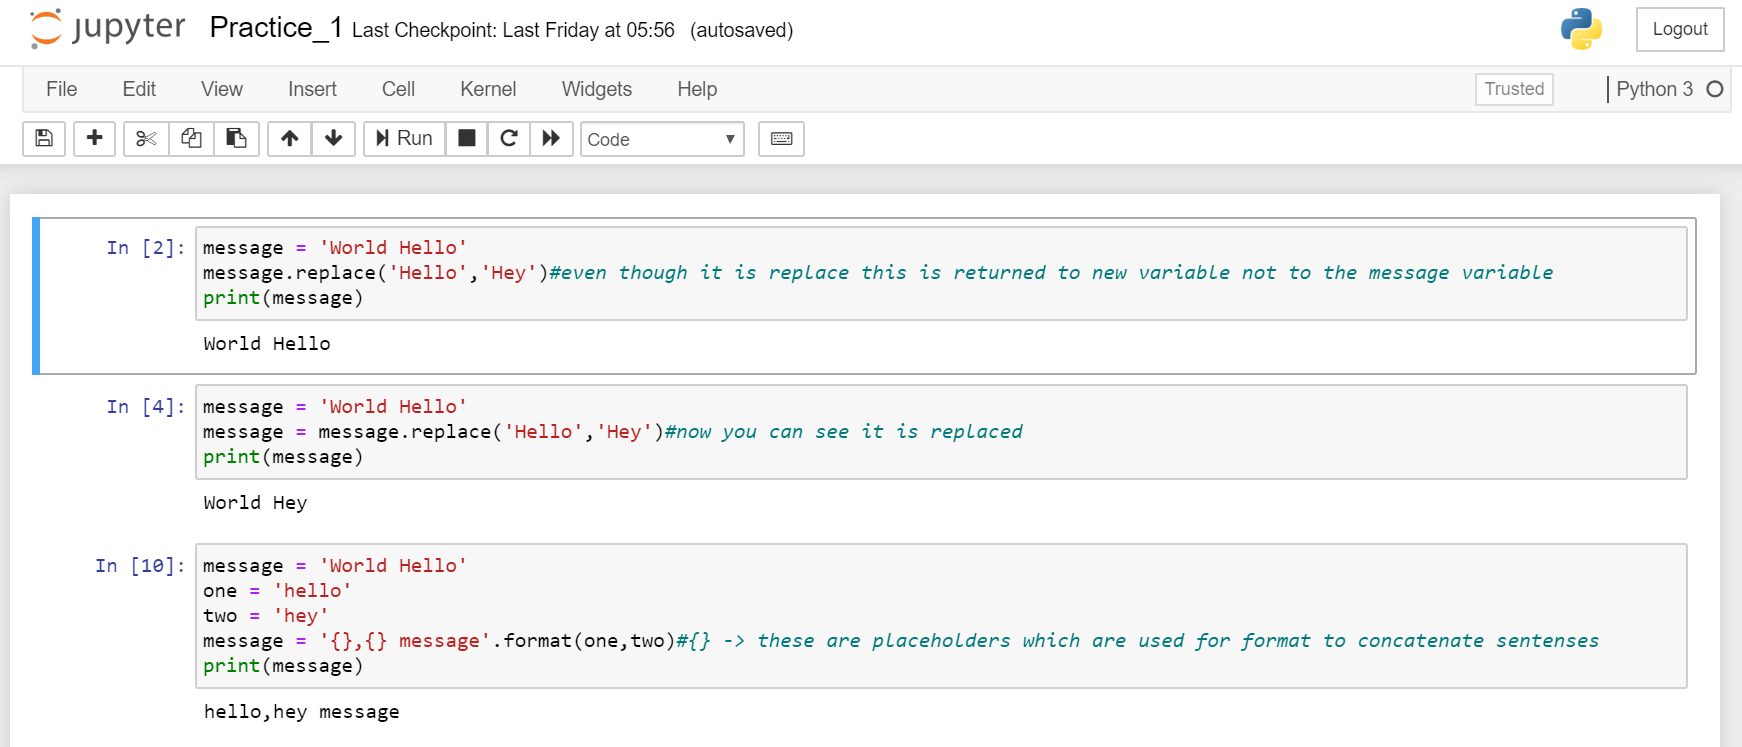 jupyter Practice_1 Last Checkpoint: Last Friday at 05:56 (autosaved) Logout
File Edit View Insert Cell Kernel Widgets Help Trusted Python 3
Run Code
In [2]: message = 'World Hello'
message.replace('Hello','Hey')#even though it is replace this is returned to new variable not to the message variable
print(message)
World Hello
In [4]: message = 'World Hello'
message = message.replace('Hello','Hey')#now you can see it is replaced
print(message)
World Hey
In [10]: message = 'World Hello'
one = 'hello'
two = 'hey'
message = '{},{} message'.format(one,two)#{} -> these are placeholders which are used for format to concatenate sentenses
print(message)
hello,hey message